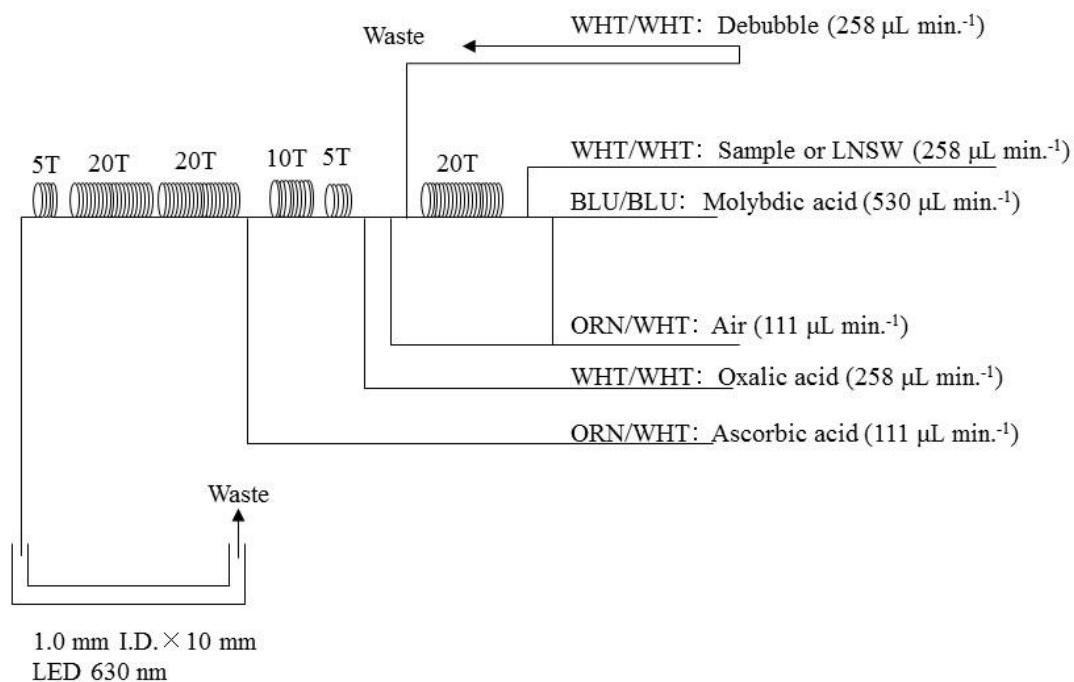 WHT/WHT: Debubble (258 μL min.⁻¹)
Waste
5T 20T 20T 10T 5T 20T
WHT/WHT: Sample or LNSW (258 μL min.⁻¹)
BLU/BLU: Molybdic acid (530 μL min.⁻¹)
ORN/WHT: Air (111 μL min.⁻¹)
WHT/WHT: Oxalic acid (258 μL min.⁻¹)
ORN/WHT: Ascorbic acid (111 μL min.⁻¹)
Waste
1.0 mm I.D.×10 mm
LED 630 nm